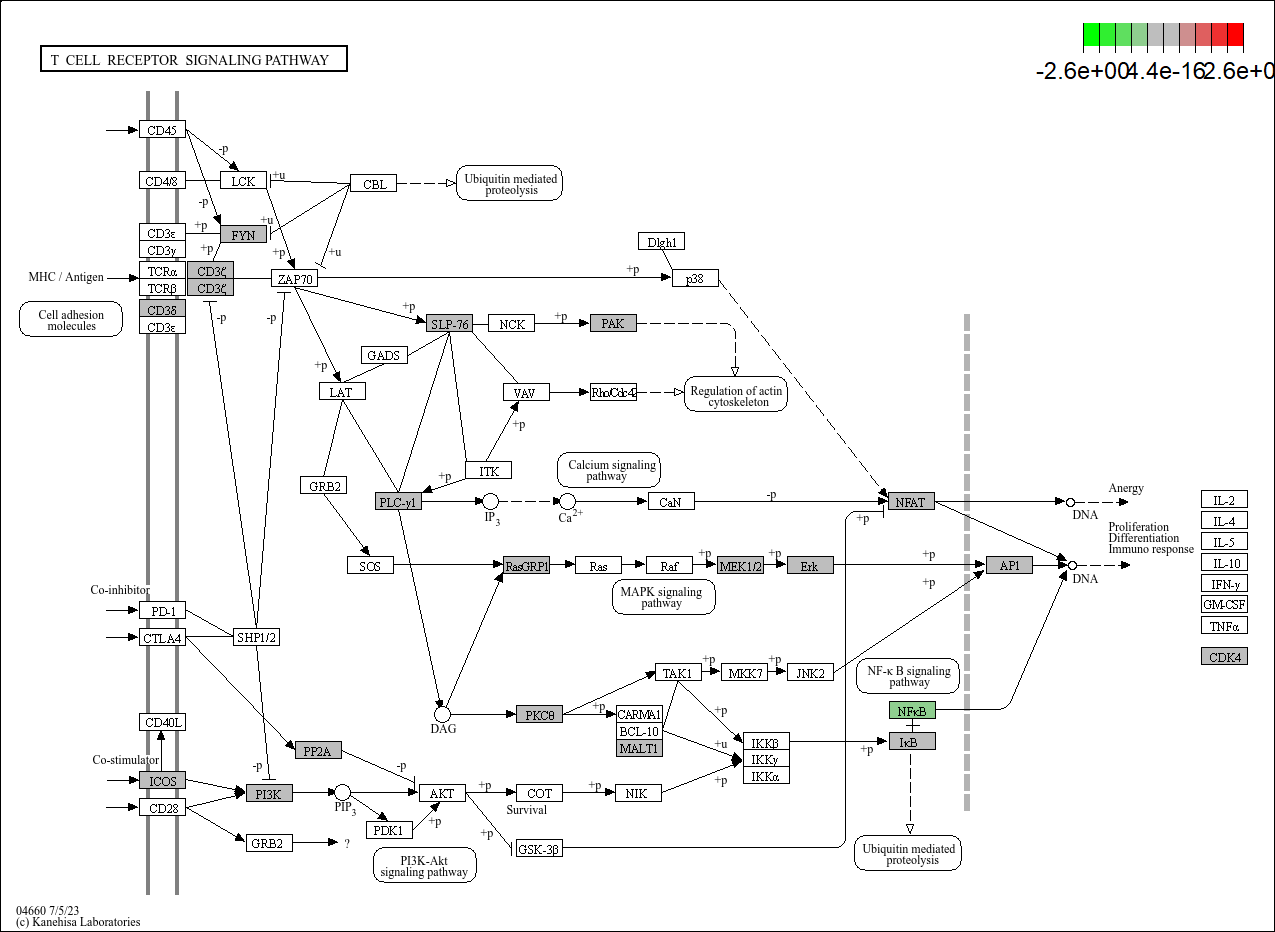 T CELL RECEPTOR SIGNALING PATHWAY
-2.6e+00
4.4e-16
2.6e+0
CD45
-p
CD4/8
LCK
+u
CBL
Ubiquitin mediated
proteolysis
-p
CD3ε
+p
FYN
+u
CD3γ
+p
+p
+u
Dlgh1
MHC / Antigen
TCRα
CD3ζ
ZAP70
+p
p38
TCRβ
CD3ζ
Cell adhesion
molecules
CD3δ
CD3ε
-p
-p
+p
SLP-76
NCK
+p
PAK
GADS
+p
LAT
VAV
Rho/Cdc42
Regulation of actin
cytoskeleton
+p
GRB2
+p
ITK
Calcium signaling
pathway
PLC-γ1
IP3
Ca2+
CaN
-p
NFAT
+p
Anergy
DNA
Proliferation
Differentiation
Immuno response
IL-2
IL-4
IL-5
IL-10
IFN-γ
GM-CSF
TNFα
CDK4
SOS
RasGRP1
Ras
Raf
+p
MEK1/2
+p
Erk
+p
+p
AP1
DNA
MAPK signaling
pathway
Co-inhibitor
PD-1
CTLA4
SHP1/2
TAK1
+p
MKK7
+p
JNK2
NF-κ B signaling
pathway
DAG
PKCθ
+p
CARMA1
BCL-10
MALT1
+p
+u
+p
IKKβ
IKKγ
IKKα
+p
NFκB
IκB
CD40L
PP2A
Co-stimulator
ICOS
-p
PI3K
PIP3
-p
AKT
+p
COT
+p
NIK
Survival
CD28
PDK1
+p
+p
GRB2
?
GSK-3β
PI3K-Akt
signaling pathway
Ubiquitin mediated
proteolysis
04660 7/5/23
(c) Kanehisa Laboratories